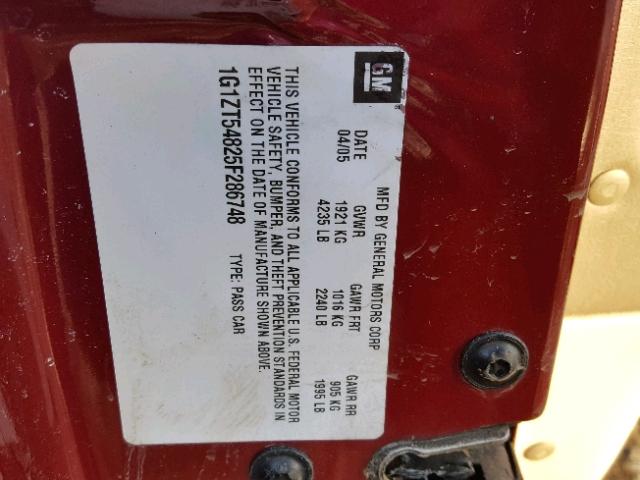 GM
MFD BY GENERAL MOTORS CORP
DATE GVWR GAWR FRT GAWR RR
04/05 1921 KG 1016 KG 905 KG
4235 LB 2240 LB 1995 LB
THIS VEHICLE CONFORMS TO ALL APPLICABLE U.S. FEDERAL MOTOR
VEHICLE SAFETY, BUMPER, AND THEFT PREVENTION STANDARDS IN
EFFECT ON THE DATE OF MANUFACTURE SHOWN ABOVE.
1G1ZT54825F286748 TYPE: PASS CAR